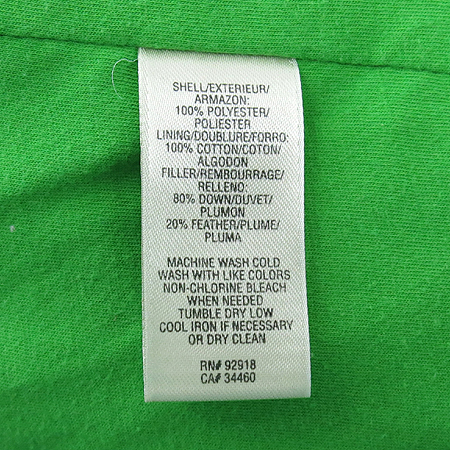 SHELL/EXTERIEUR/
ARMAZON:
100% POLYESTER/
POLIESTER
LINING/DOUBLURE/FORRO:
100% COTTON/COTON/
ALGODON
FILLER/REMBOURRAGE/
RELLENO:
80% DOWN/DUVET/
PLUMON
20% FEATHER/PLUME/
PLUMA
MACHINE WASH COLD
WASH WITH LIKE COLORS
NON-CHLORINE BLEACH
WHEN NEEDED
TUMBLE DRY LOW
COOL IRON IF NECESSARY
OR DRY CLEAN
RN# 92918
CA# 34460